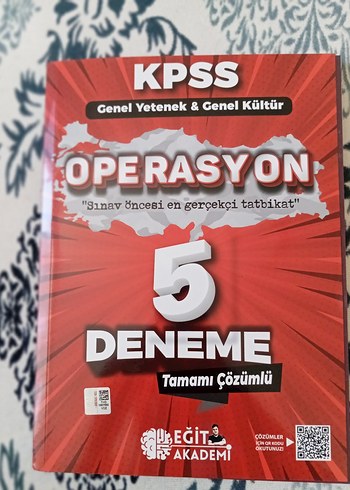 KPSS
Genel Yetenek & Genel Kültür
OPERASYON
"Sınav öncesi en gerçekçi tatbikat"
5
DENEME
Tamamı Çözümlü
EĞİT
AKADEMİ
ÇÖZÜMLER
İÇİN QR KODU
OKUTUNUZ!